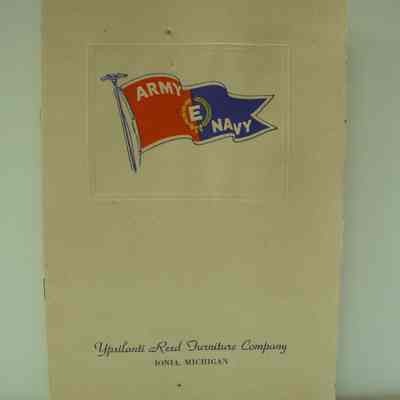 ARMY
E
NAVY
Ypsilanti Reed Furniture Company
IONIA, MICHIGAN